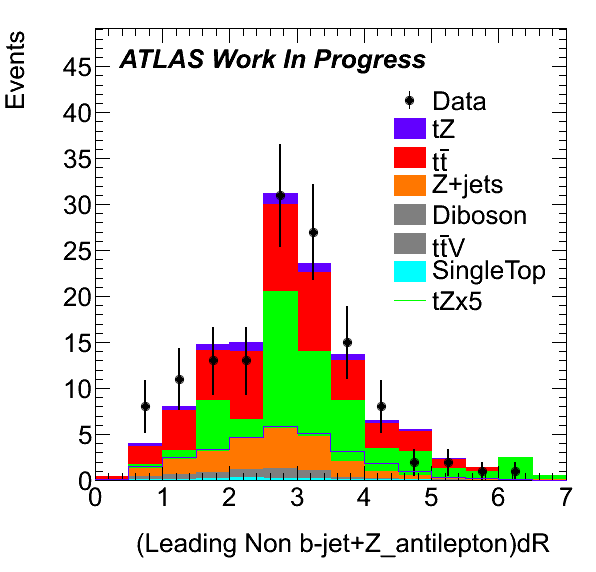 Events
ATLAS Work In Progress
45
40
35
30
25
20
15
10
5
0
Data
tZ
tt̄
Z+jets
Diboson
tt̄V
SingleTop
tZx5
0 1 2 3 4 5 6 7
(Leading Non b-jet+Z_antilepton)dR